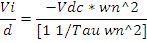 Vi/d = −Vdc * wn^2/[1 1/Tau wn^2]